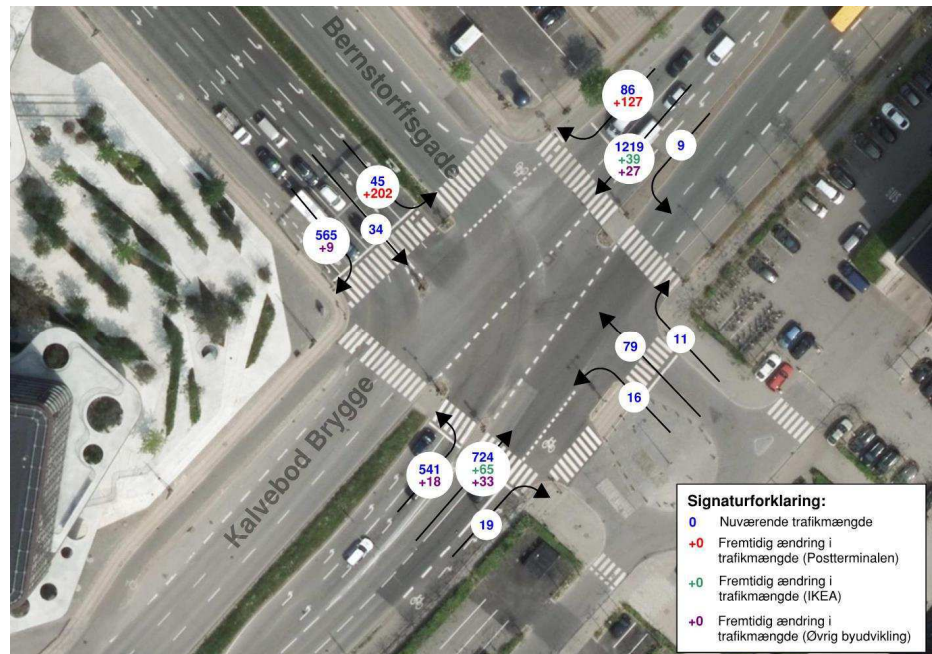 Bernstorffsgade
86
+127
1219
+39
+27
9
45
+202
34
565
+9
79
11
16
Kalvebod Brygge
541
+18
724
+65
+33
19
Signaturforklaring:
0 Nuværende trafikmængde
+0 Fremtidig ændring i
trafikmængde (Postterminalen)
+0 Fremtidig ændring i
trafikmængde (IKEA)
+0 Fremtidig ændring i
trafikmængde (Øvrig byudvikling)